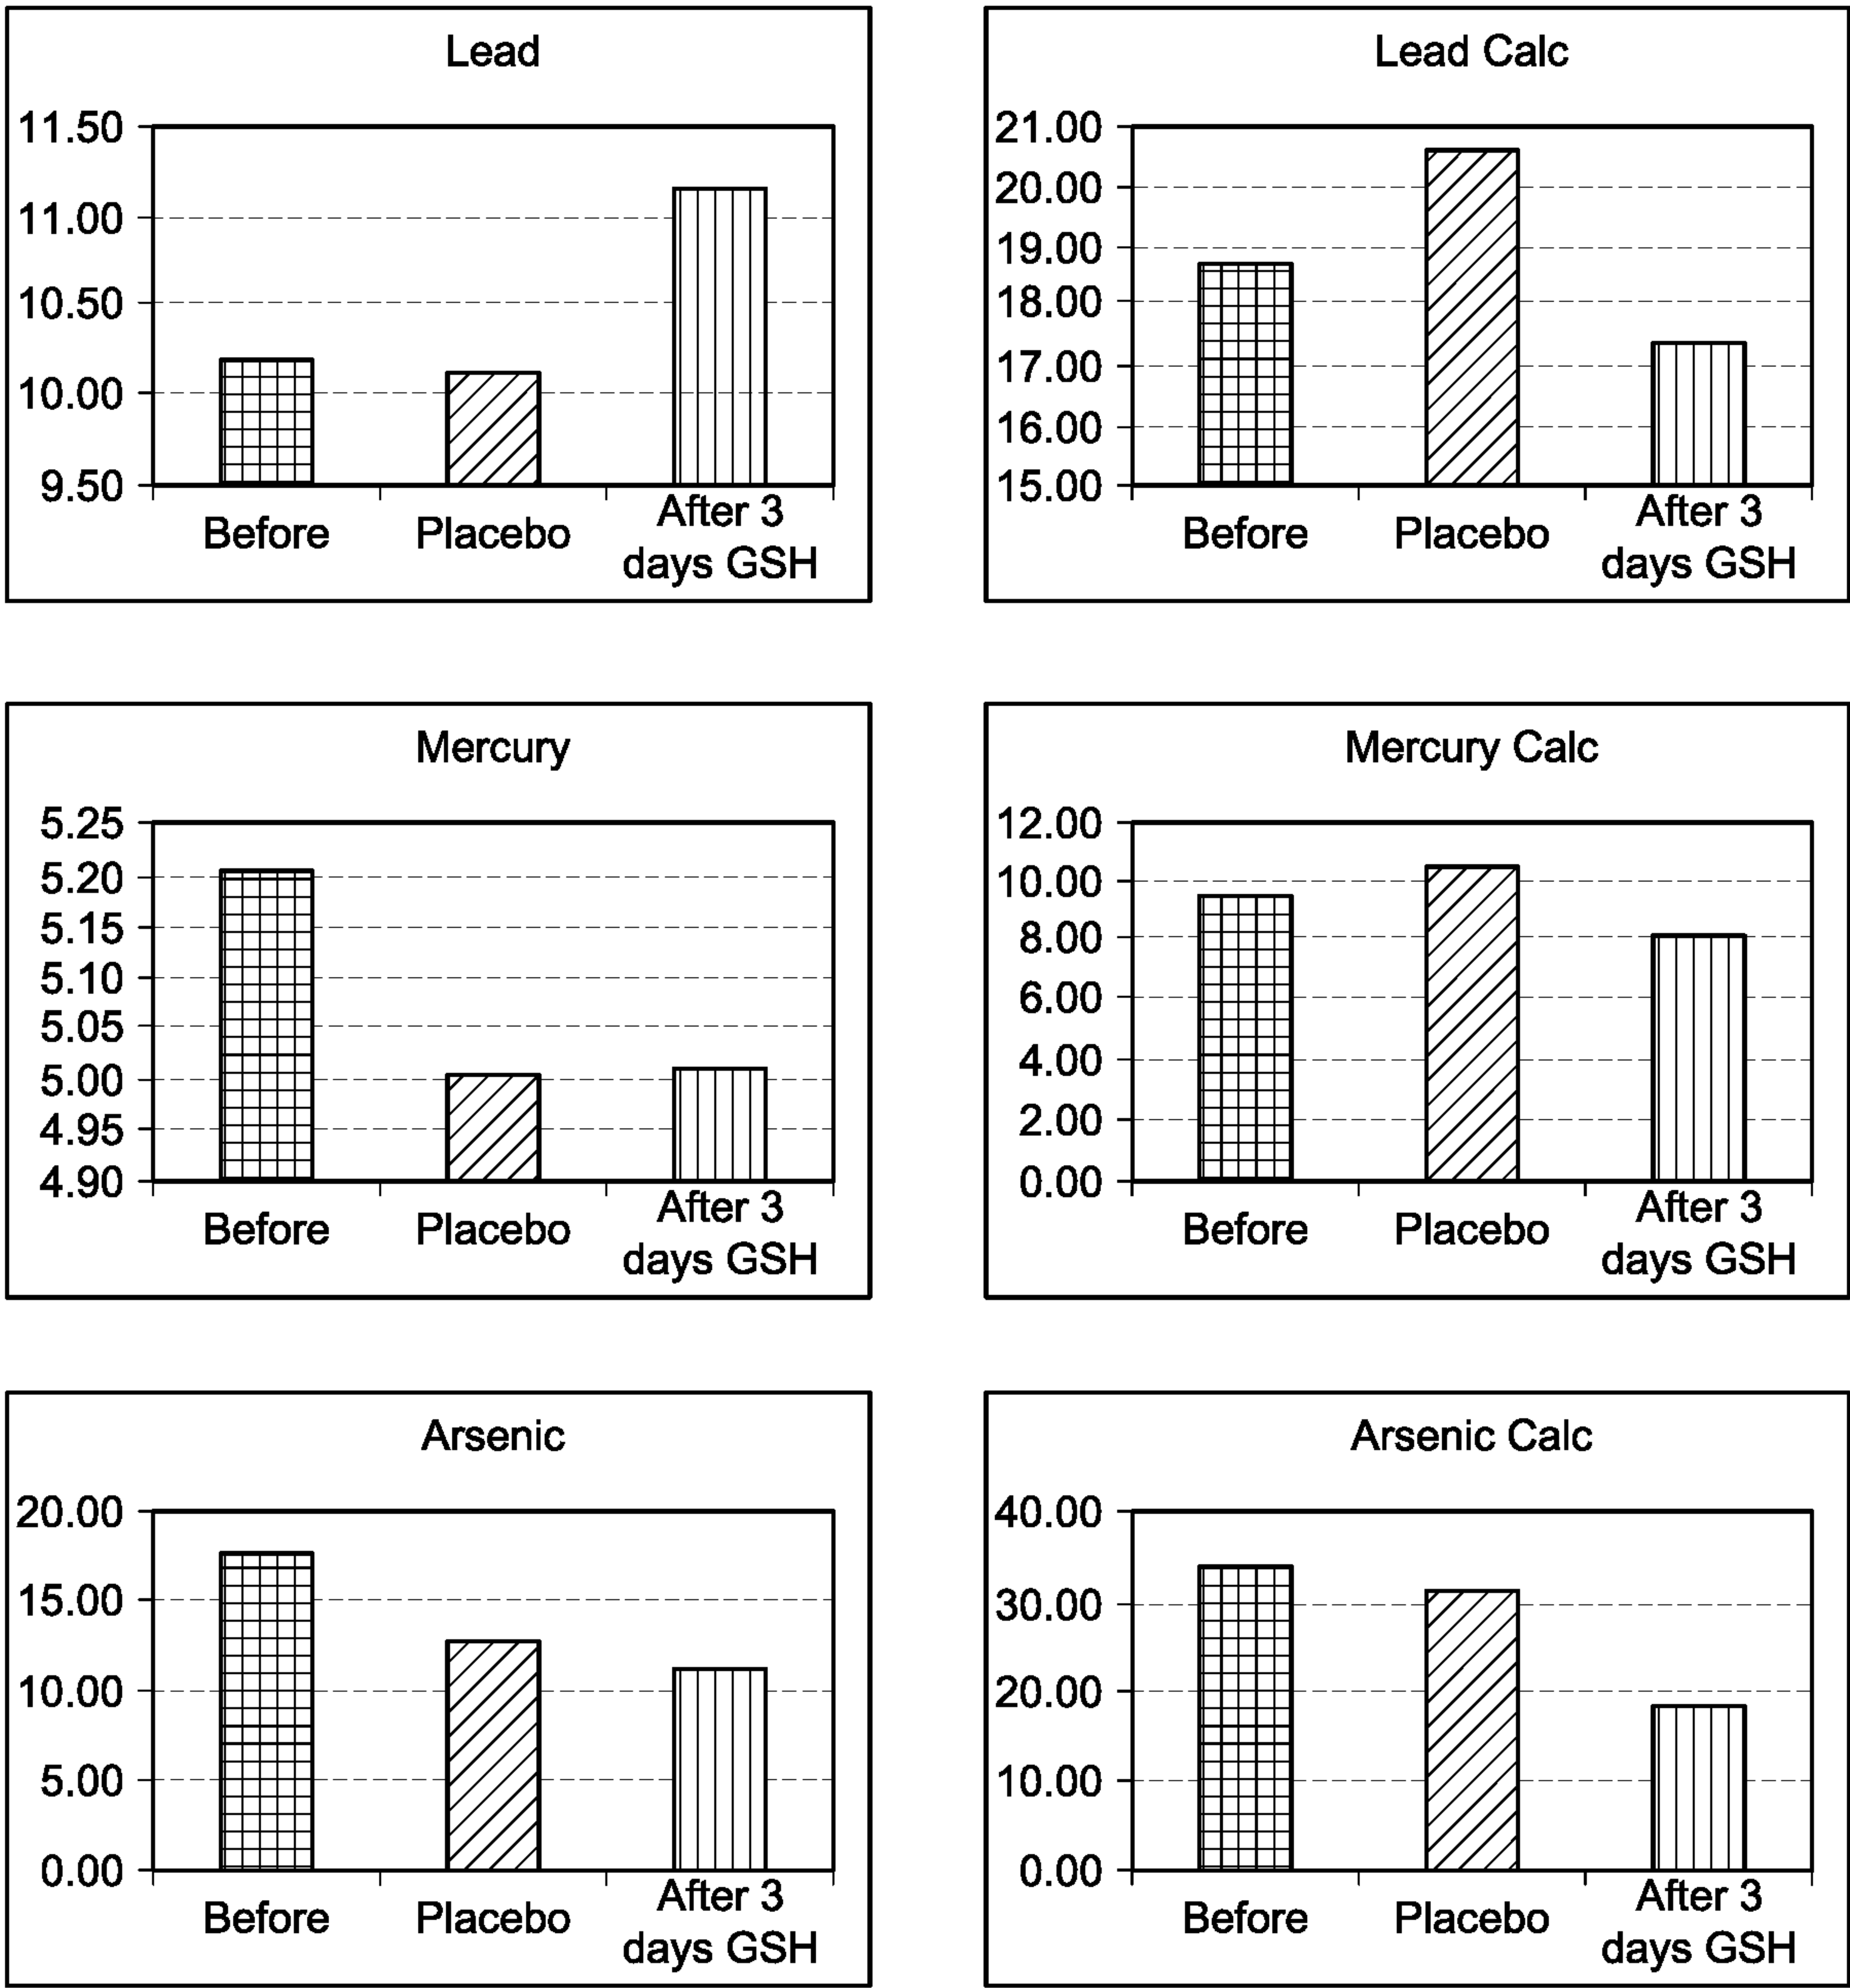 Lead
11.50
11.00
10.50
10.00
9.50
Before
Placebo
After 3
days GSH
Lead Calc
21.00
20.00
19.00
18.00
17.00
16.00
15.00
Before
Placebo
After 3
days GSH
Mercury
5.25
5.20
5.15
5.10
5.05
5.00
4.95
4.90
Before
Placebo
After 3
days GSH
Mercury Calc
12.00
10.00
8.00
6.00
4.00
2.00
0.00
Before
Placebo
After 3
days GSH
Arsenic
20.00
15.00
10.00
5.00
0.00
Before
Placebo
After 3
days GSH
Arsenic Calc
40.00
30.00
20.00
10.00
0.00
Before
Placebo
After 3
days GSH